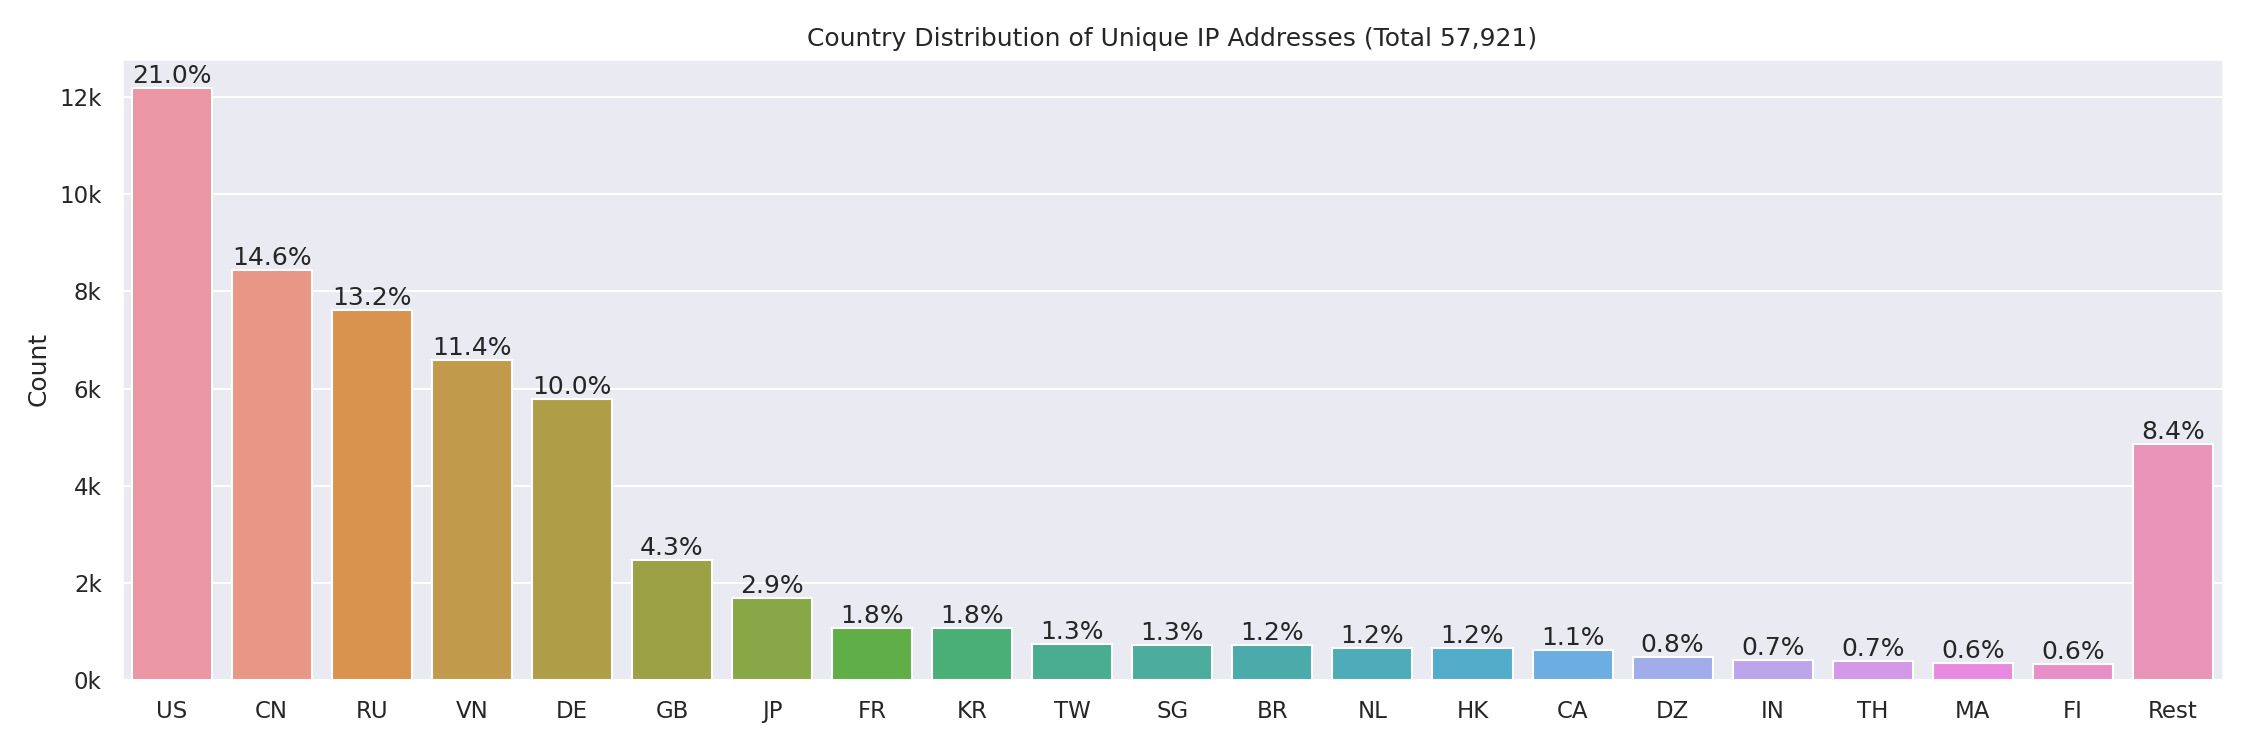 Country Distribution of Unique IP Addresses (Total 57,921)
Count
12k
10k
8k
6k
4k
2k
0k
21.0%
14.6%
13.2%
11.4%
10.0%
4.3%
2.9%
1.8%
1.8%
1.3%
1.3%
1.2%
1.2%
1.2%
1.1%
0.8%
0.7%
0.7%
0.6%
0.6%
8.4%
US CN RU VN DE GB JP FR KR TW SG BR NL HK CA DZ IN TH MA FI Rest